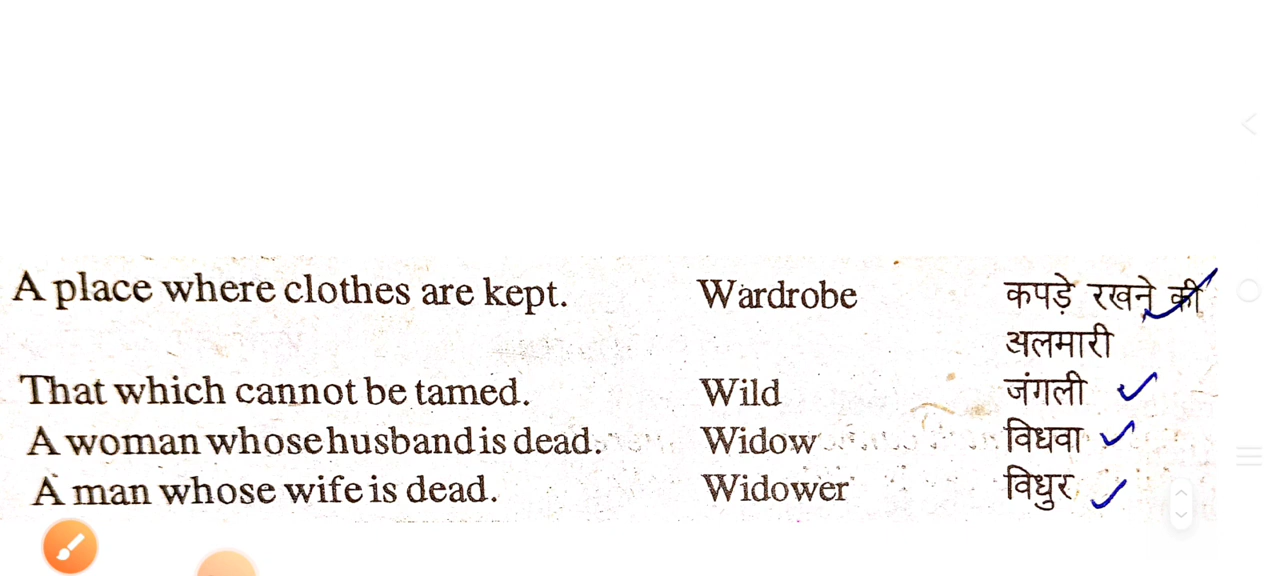 A place where clothes are kept. Wardrobe कपड़े रखने की
अलमारी
That which cannot be tamed. Wild जंगली
A woman whose husband is dead. Widow विधवा
A man whose wife is dead. Widower विधुर